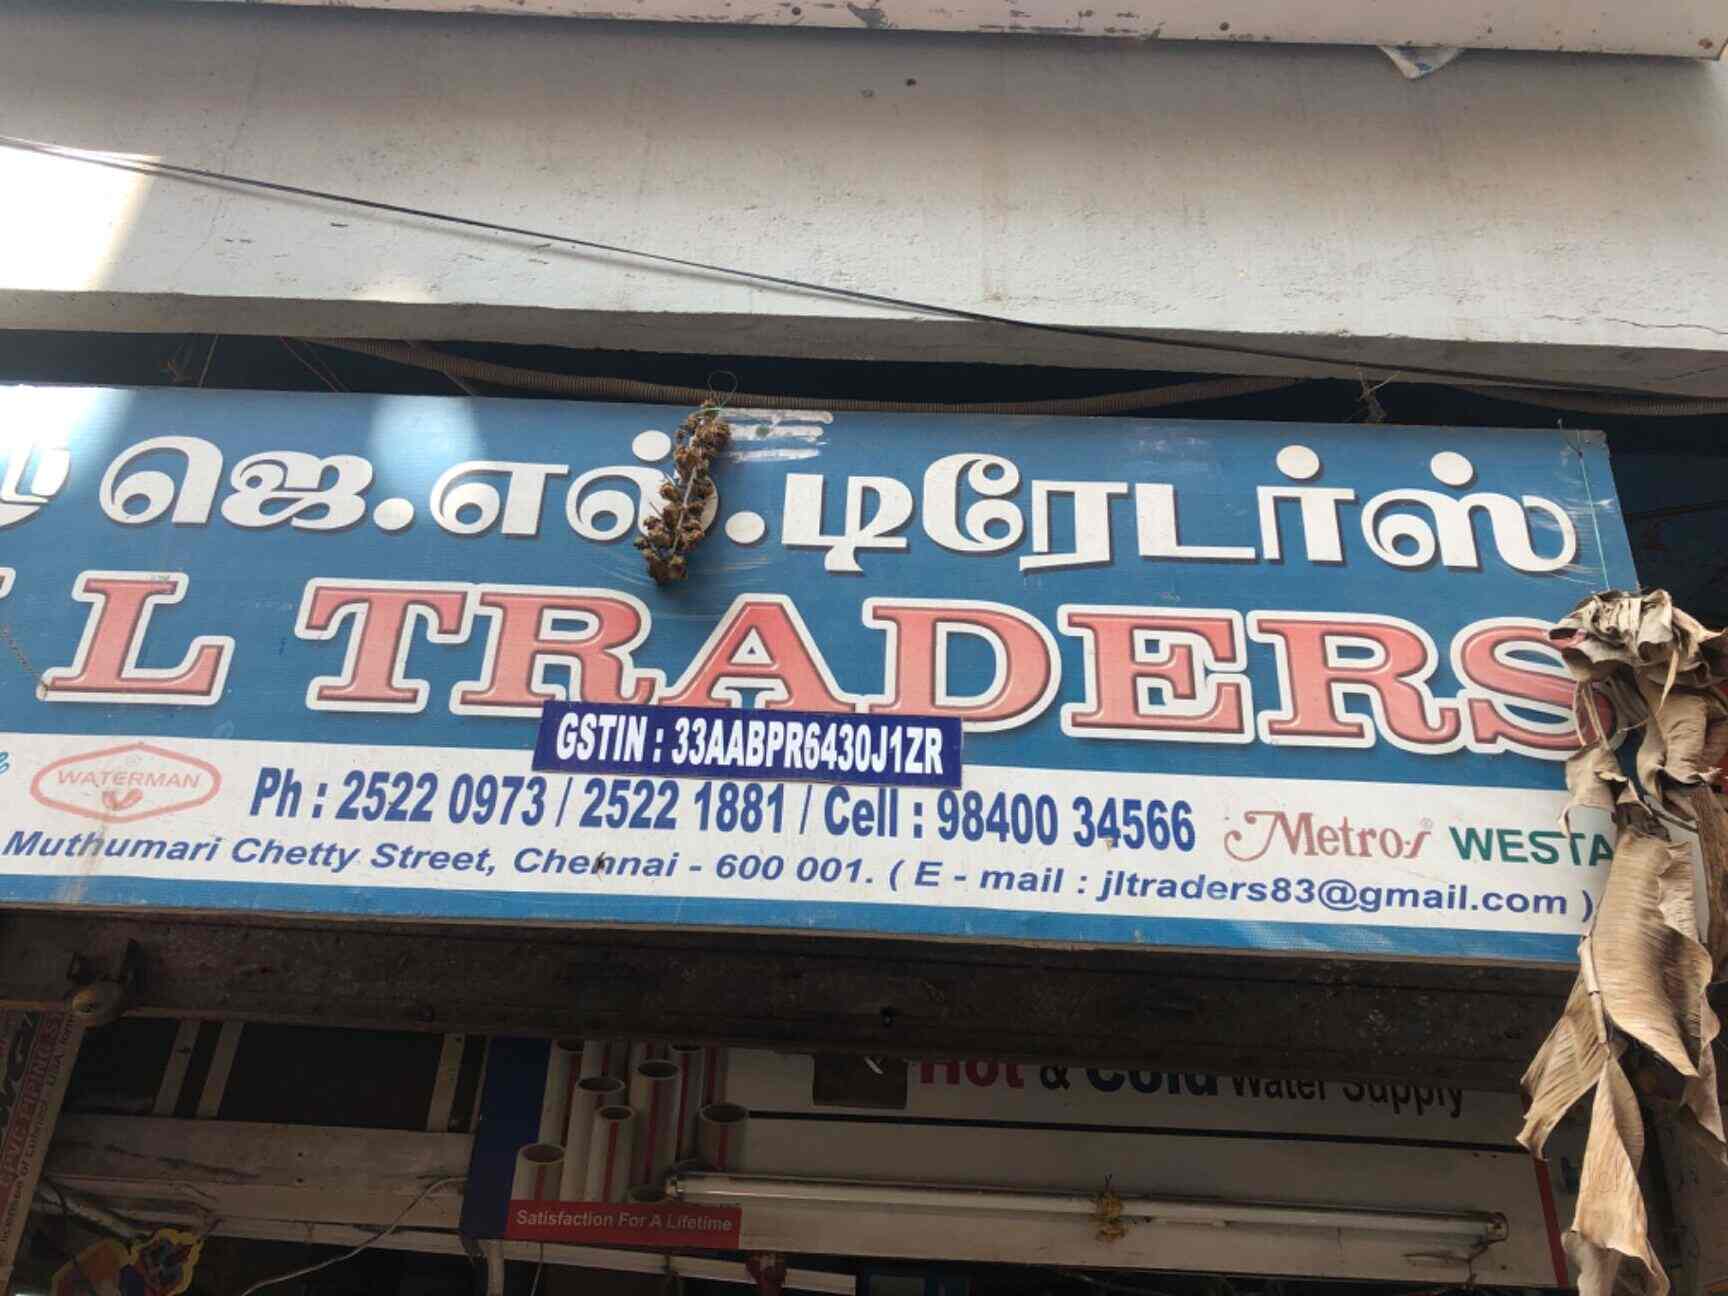 ஜெ.எல்.டிரேடர்ஸ்
L TRADERS
GSTIN : 33AABPR6430J1ZR
WATERMAN
Ph : 2522 0973 / 2522 1881 / Cell : 98400 34566
Metro's WESTA
Muthumari Chetty Street, Chennai - 600 001. ( E - mail : jltraders83@gmail.com )
Hot & Cold Water Supply
Satisfaction For A Lifetime